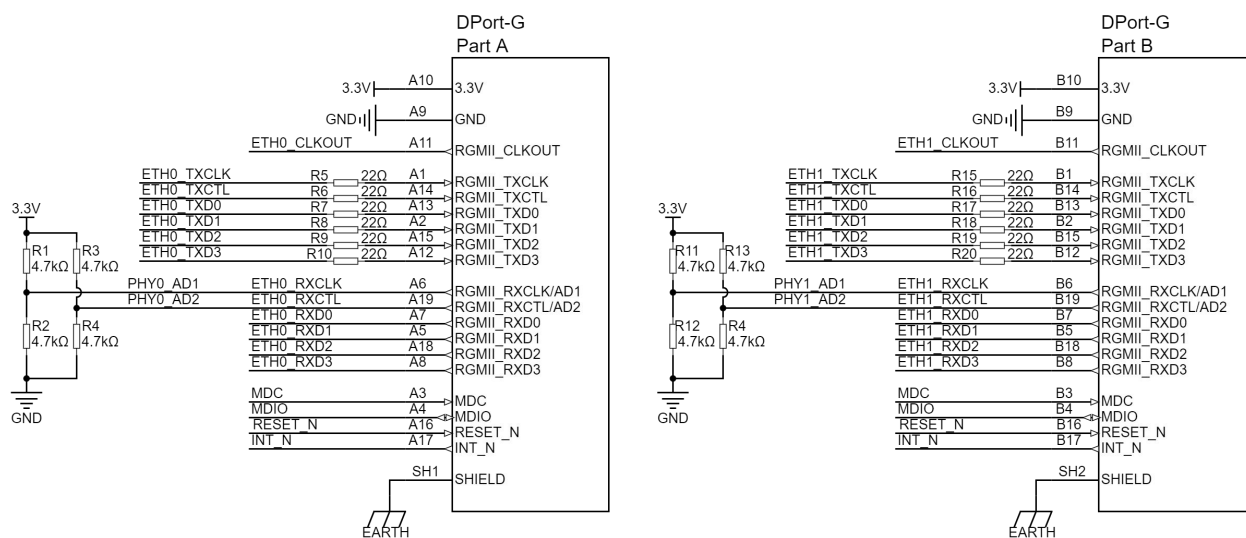 DPort-G
Part A
3.3V A10 3.3V
GND A9 GND
ETH0_CLKOUT A11 RGMII_CLKOUT
ETH0_TXCLK R5 22Ω A1 RGMII_TXCLK
ETH0_TXCTL R6 22Ω A14 RGMII_TXCTL
ETH0_TXD0 R7 22Ω A13 RGMII_TXD0
ETH0_TXD1 R8 22Ω A2 RGMII_TXD1
ETH0_TXD2 R9 22Ω A15 RGMII_TXD2
ETH0_TXD3 R10 22Ω A12 RGMII_TXD3
3.3V
R1 R3
4.7kΩ 4.7kΩ
PHY0_AD1 ETH0_RXCLK A6 RGMII_RXCLK/AD1
PHY0_AD2 ETH0_RXCTL A19 RGMII_RXCTL/AD2
ETH0_RXD0 A7 RGMII_RXD0
ETH0_RXD1 A5 RGMII_RXD1
ETH0_RXD2 A18 RGMII_RXD2
ETH0_RXD3 A8 RGMII_RXD3
R2 R4
4.7kΩ 4.7kΩ
GND
MDC A3 MDC
MDIO A4 MDIO
RESET_N A16 RESET_N
INT_N A17 INT_N
SH1 SHIELD
EARTH
DPort-G
Part B
3.3V B10 3.3V
GND B9 GND
ETH1_CLKOUT B11 RGMII_CLKOUT
ETH1_TXCLK R15 22Ω B1 RGMII_TXCLK
ETH1_TXCTL R16 22Ω B14 RGMII_TXCTL
ETH1_TXD0 R17 22Ω B13 RGMII_TXD0
ETH1_TXD1 R18 22Ω B2 RGMII_TXD1
ETH1_TXD2 R19 22Ω B15 RGMII_TXD2
ETH1_TXD3 R20 22Ω B12 RGMII_TXD3
3.3V
R11 R13
4.7kΩ 4.7kΩ
PHY1_AD1 ETH1_RXCLK B6 RGMII_RXCLK/AD1
PHY1_AD2 ETH1_RXCTL B19 RGMII_RXCTL/AD2
ETH1_RXD0 B7 RGMII_RXD0
ETH1_RXD1 B5 RGMII_RXD1
ETH1_RXD2 B18 RGMII_RXD2
ETH1_RXD3 B8 RGMII_RXD3
R12 R4
4.7kΩ 4.7kΩ
GND
MDC B3 MDC
MDIO B4 MDIO
RESET_N B16 RESET_N
INT_N B17 INT_N
SH2 SHIELD
EARTH